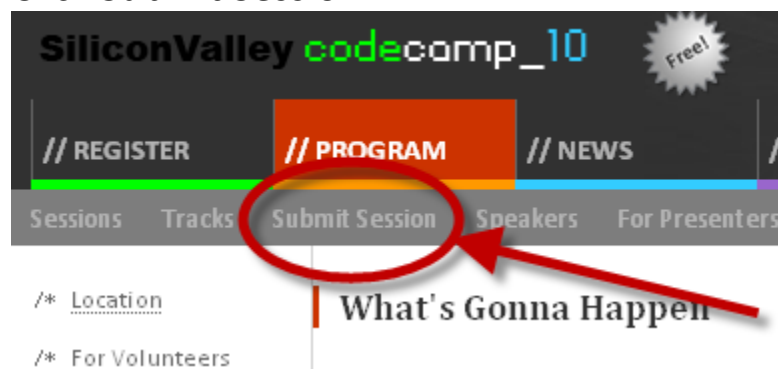 SiliconValley codecamp_10 Free!
// REGISTER // PROGRAM // NEWS /
Sessions Tracks Submit Session Speakers For Presenters
/* Location
What's Gonna Happen
/* For Volunteers